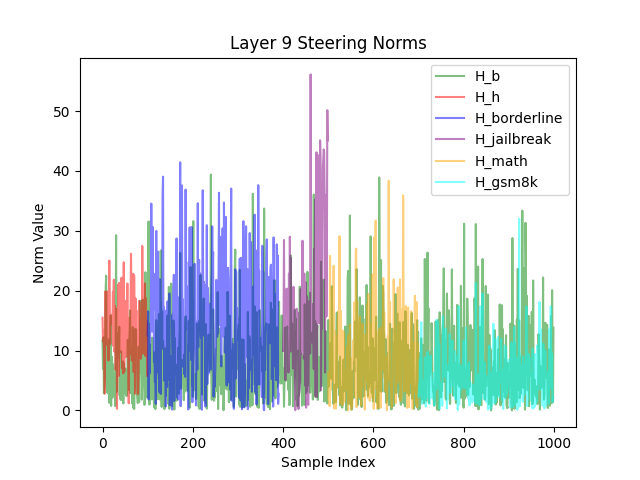 Layer 9 Steering Norms
Norm Value
50
40
30
20
10
0
H_b
H_h
H_borderline
H_jailbreak
H_math
H_gsm8k
0 200 400 600 800 1000
Sample Index